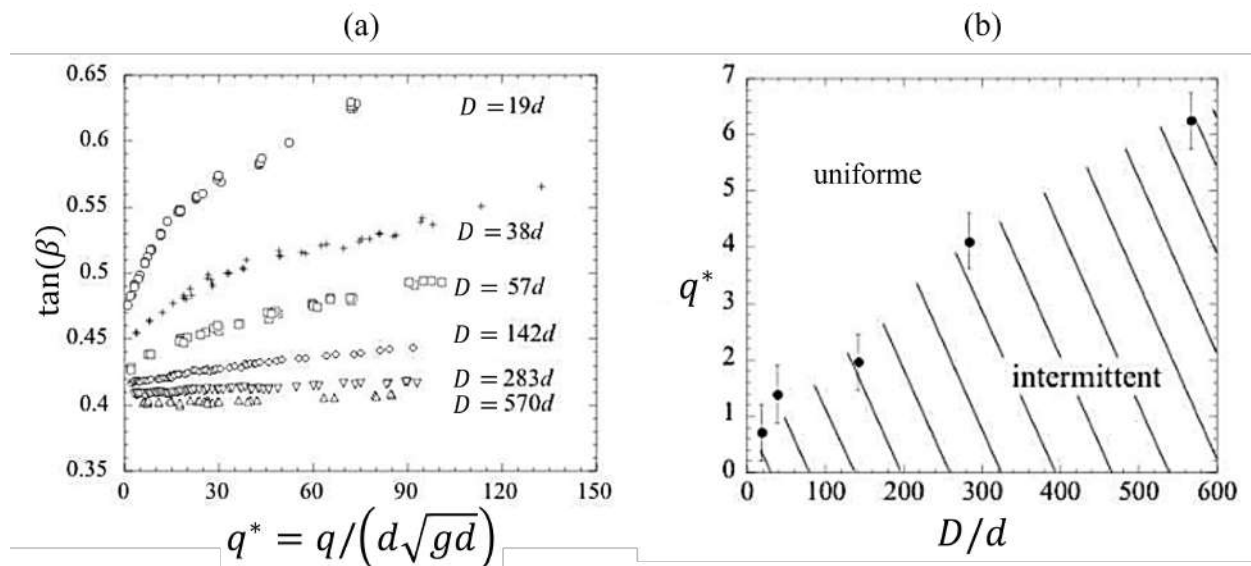 (a)
0.65
0.6
0.55
0.5
0.45
0.4
0.35
tan(β)
D = 19d
D = 38d
D = 57d
D = 142d
D = 283d
D = 570d
0 30 60 90 120 150
q* = q/(d√gd)
(b)
7
6
5
4
3
2
1
0
q*
uniforme
intermittent
0 100 200 300 400 500 600
D/d